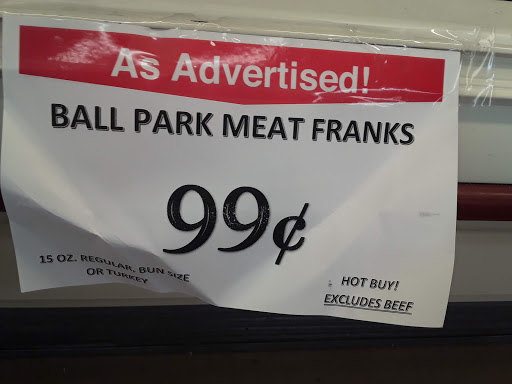 As Advertised!
BALL PARK MEAT FRANKS
99¢
15 OZ. REGULAR, BUN SIZE
OR TURKEY
HOT BUY!
EXCLUDES BEEF